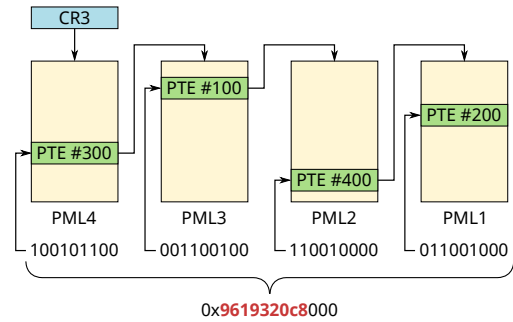 CR3
PTE #100
PTE #200
PTE #300
PTE #400
PML4 PML3 PML2 PML1
100101100 001100100 110010000 011001000
0x9619320c8000